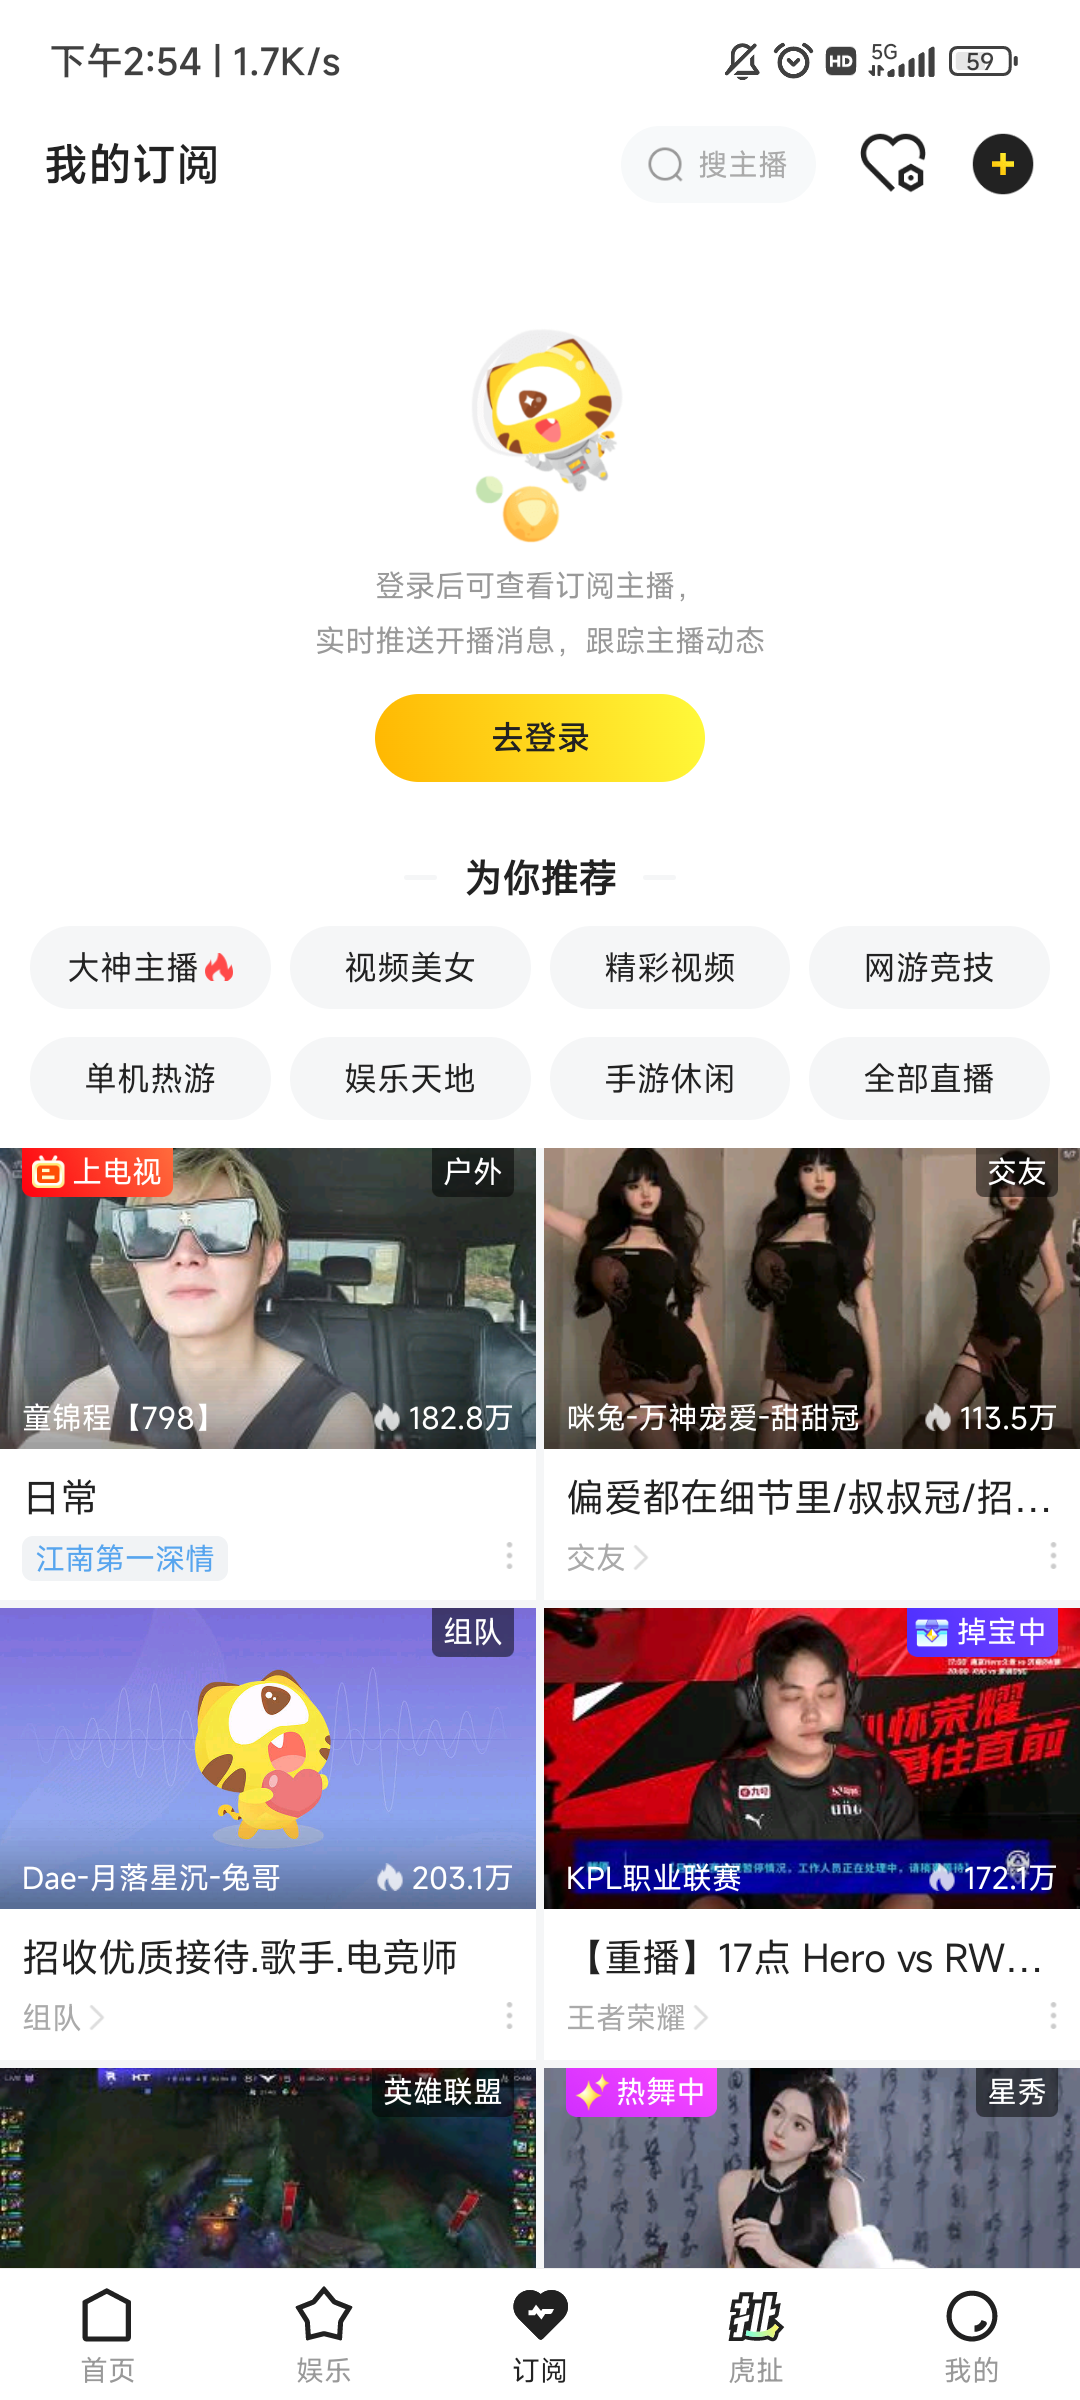 下午2:54 | 1.7K/s
HD
5G
59
我的订阅
搜主播
登录后可查看订阅主播，
实时推送开播消息，跟踪主播动态
去登录
为你推荐
大神主播
视频美女
精彩视频
网游竞技
单机热游
娱乐天地
手游休闲
全部直播
上电视
户外
童锦程【798】
182.8万
日常
江南第一深情
交友
咪兔-万神宠爱-甜甜冠
113.5万
偏爱都在细节里/叔叔冠/招...
交友
组队
Dae-月落星沉-兔哥
203.1万
招收优质接待.歌手.电竞师
组队
掉宝中
KPL职业联赛
172.1万
【重播】17点 Hero vs RW...
王者荣耀
英雄联盟
KT
热舞中
星秀
首页
娱乐
订阅
虎扯
我的